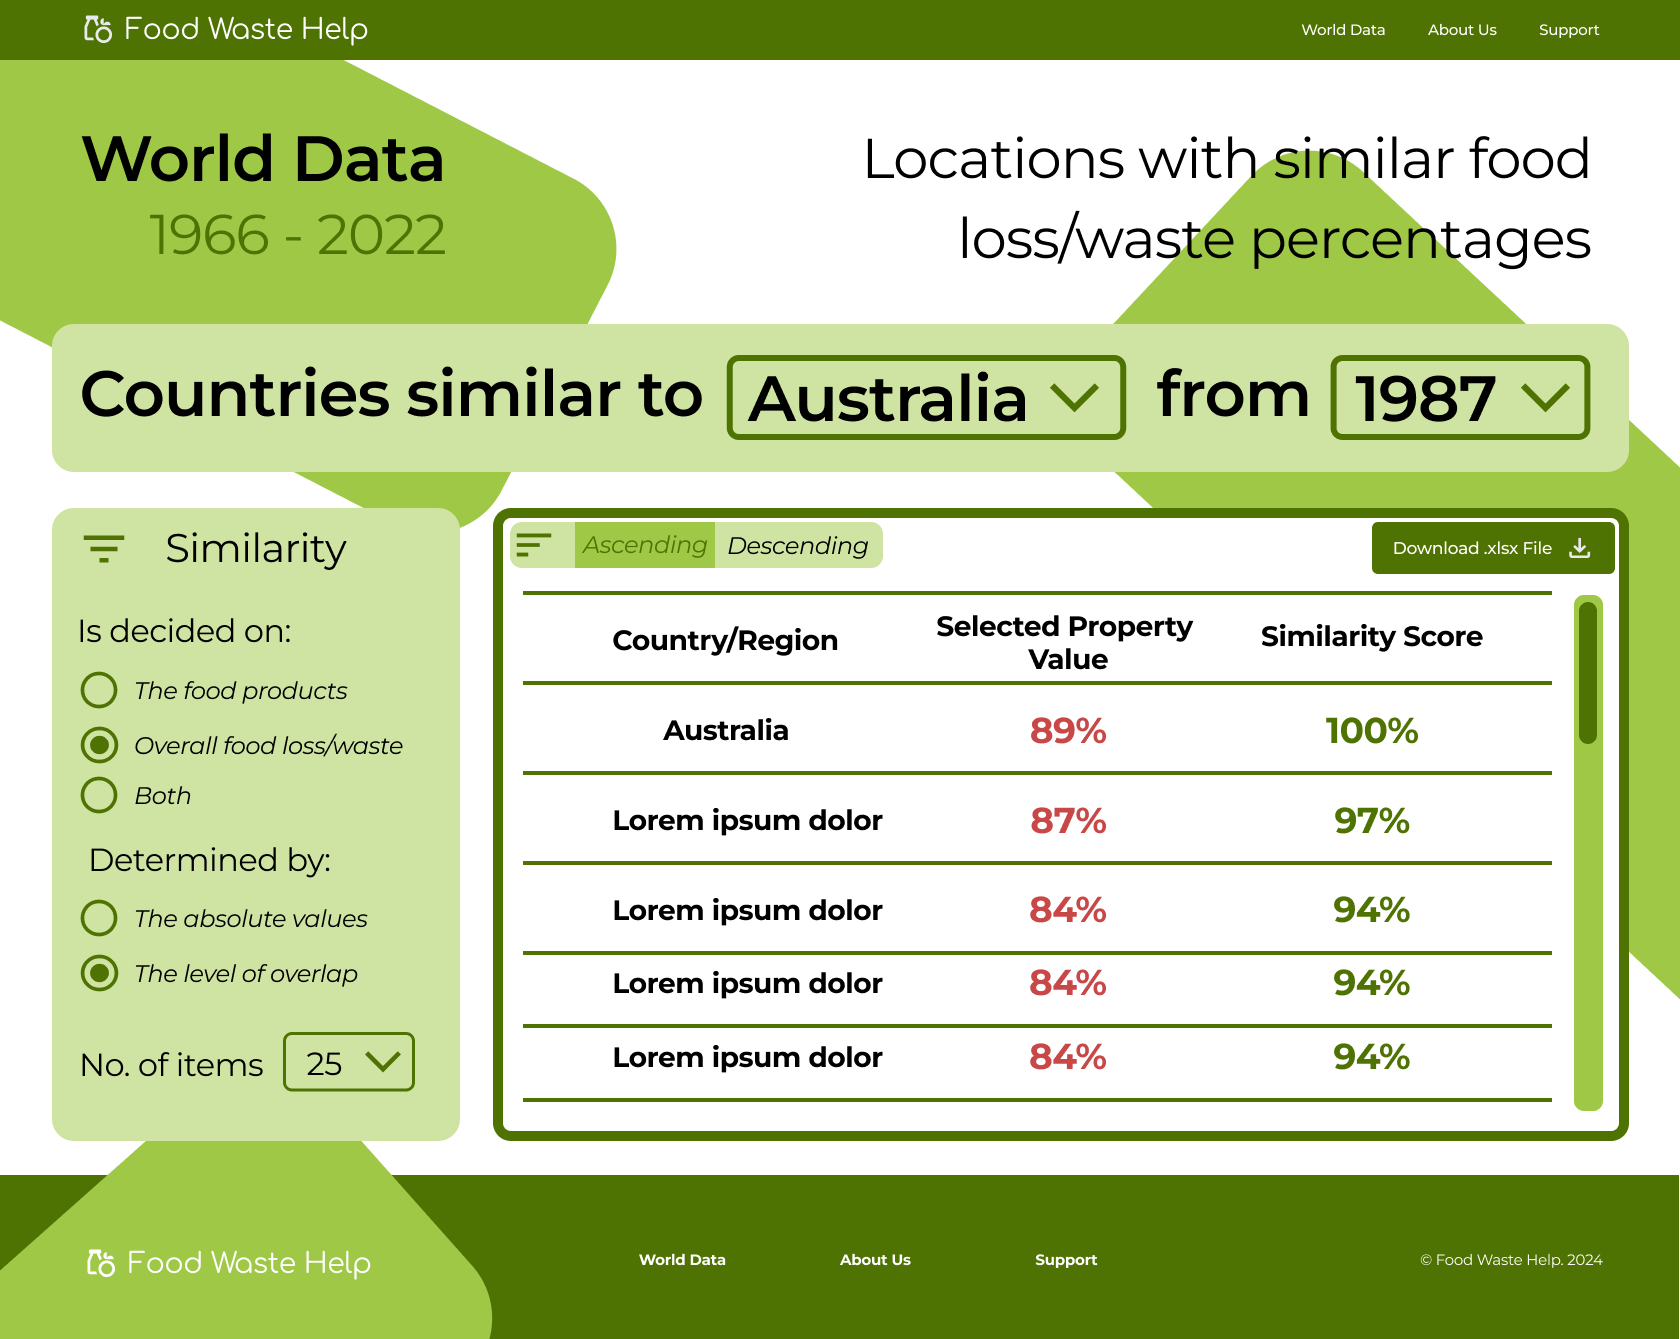 Food Waste Help
World Data
About Us
Support
World Data
1966 - 2022
Locations with similar food
loss/waste percentages
Countries similar to Australia from 1987
Similarity
Is decided on:
The food products
Overall food loss/waste
Both
Determined by:
The absolute values
The level of overlap
No. of items 25
Ascending Descending
Download .xlsx File
Country/Region
Selected Property
Value
Similarity Score
Australia 89% 100%
Lorem ipsum dolor 87% 97%
Lorem ipsum dolor 84% 94%
Lorem ipsum dolor 84% 94%
Lorem ipsum dolor 84% 94%
Food Waste Help
World Data
About Us
Support
© Food Waste Help. 2024